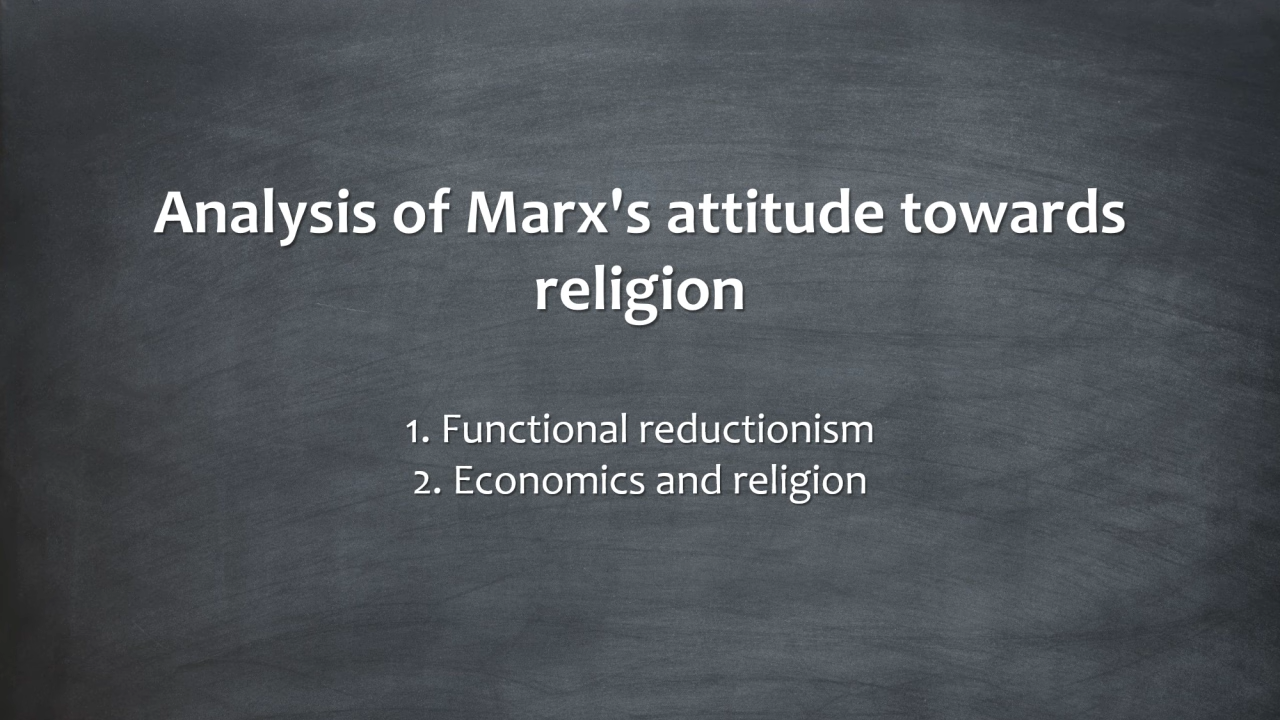 Analysis of Marx's attitude towards
religion
1. Functional reductionism
2. Economics and religion